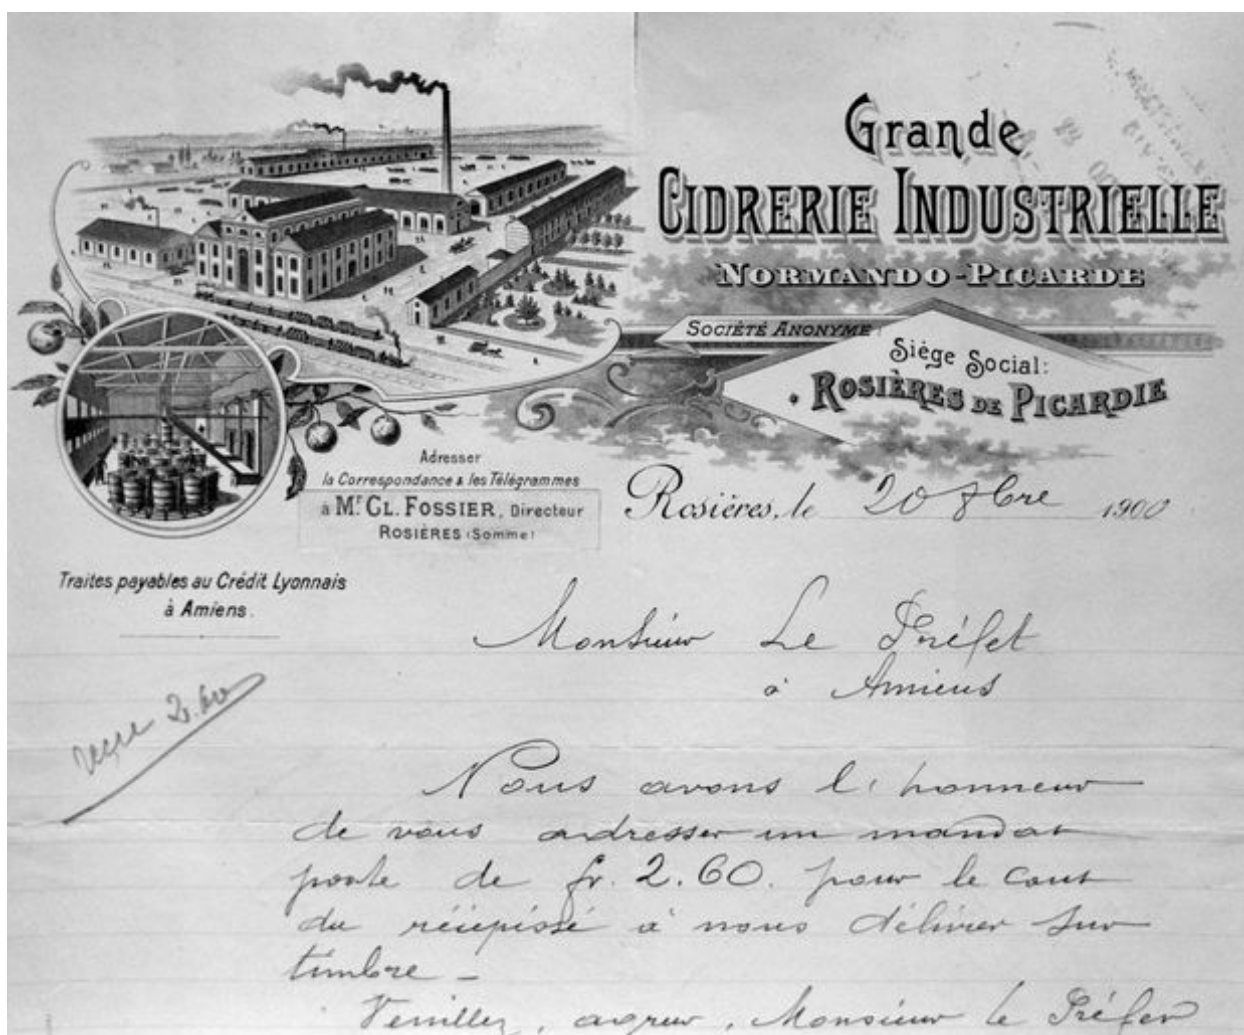 Grande
CIDRERIE INDUSTRIELLE
NORMANDO-PICARDE
SOCIÉTÉ ANONYME
Siège Social:
ROSIÈRES DE PICARDIE
Adresser
la Correspondance & les Télégrammes
à Mr. CL. FOSSIER, Directeur
ROSIÈRES (Somme)
Rosières, le 20 8bre 1900
Traites payables au Crédit Lyonnais
à Amiens.
Monsieur Le Préfet
à Amiens
reçu 2.60
Nous avons l'honneur
de vous adresser un mandat
poste de fr. 2.60. pour le cout
du récépissé à nous délivrer sur
timbre -
Veuillez, agreer, Monsieur le Préfet